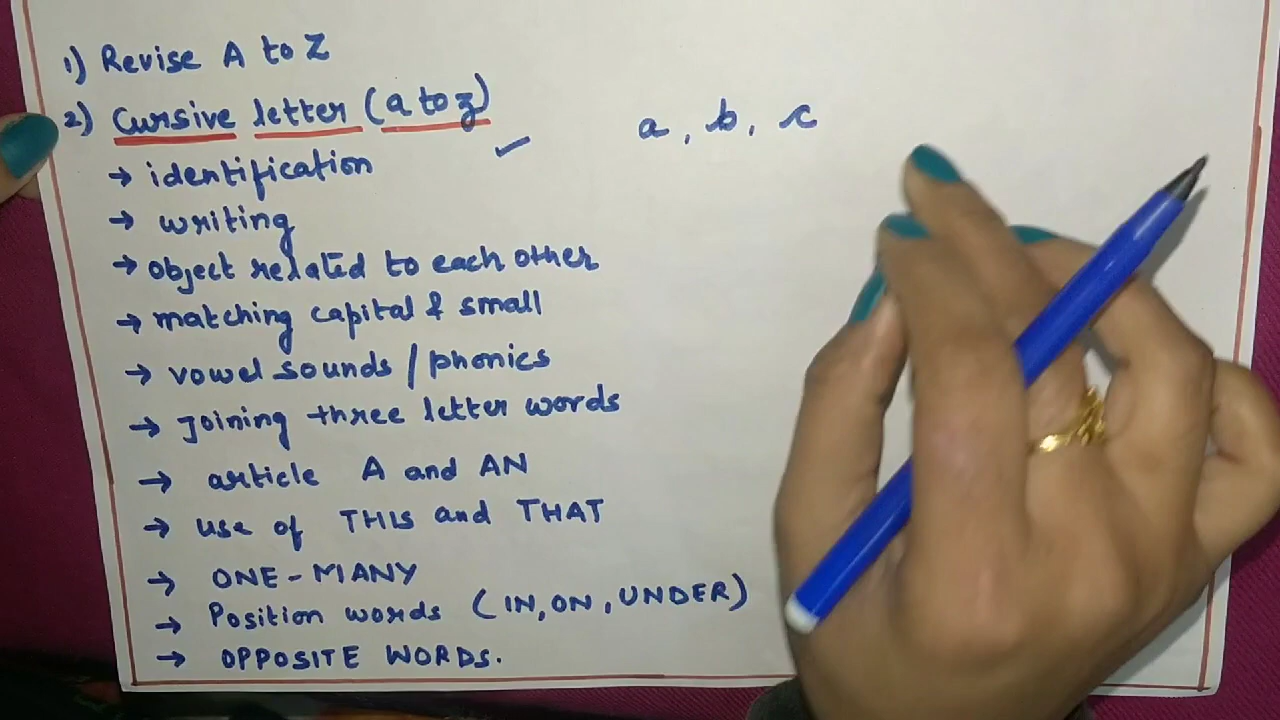 1) Revise A to Z
2) Cursive letter (a to z)
a, b, c
→ identification
→ writing
→ object related to each other
→ matching capital & small
→ vowel sounds / phonics
→ joining three letter words
→ article A and AN
→ use of THIS and THAT
→ ONE - MANY
→ Position words (IN, ON, UNDER)
→ OPPOSITE WORDS.